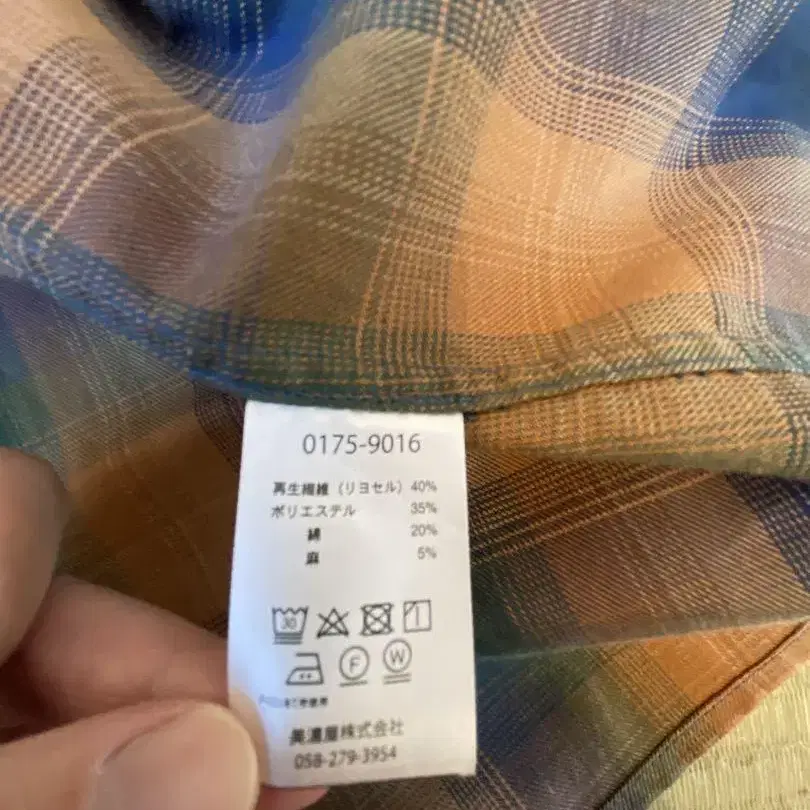 0175-9016
再生繊維（リヨセル）40%
ポリエステル 35%
綿 20%
麻 5%
30
F W
美濃屋株式会社
058-279-3954